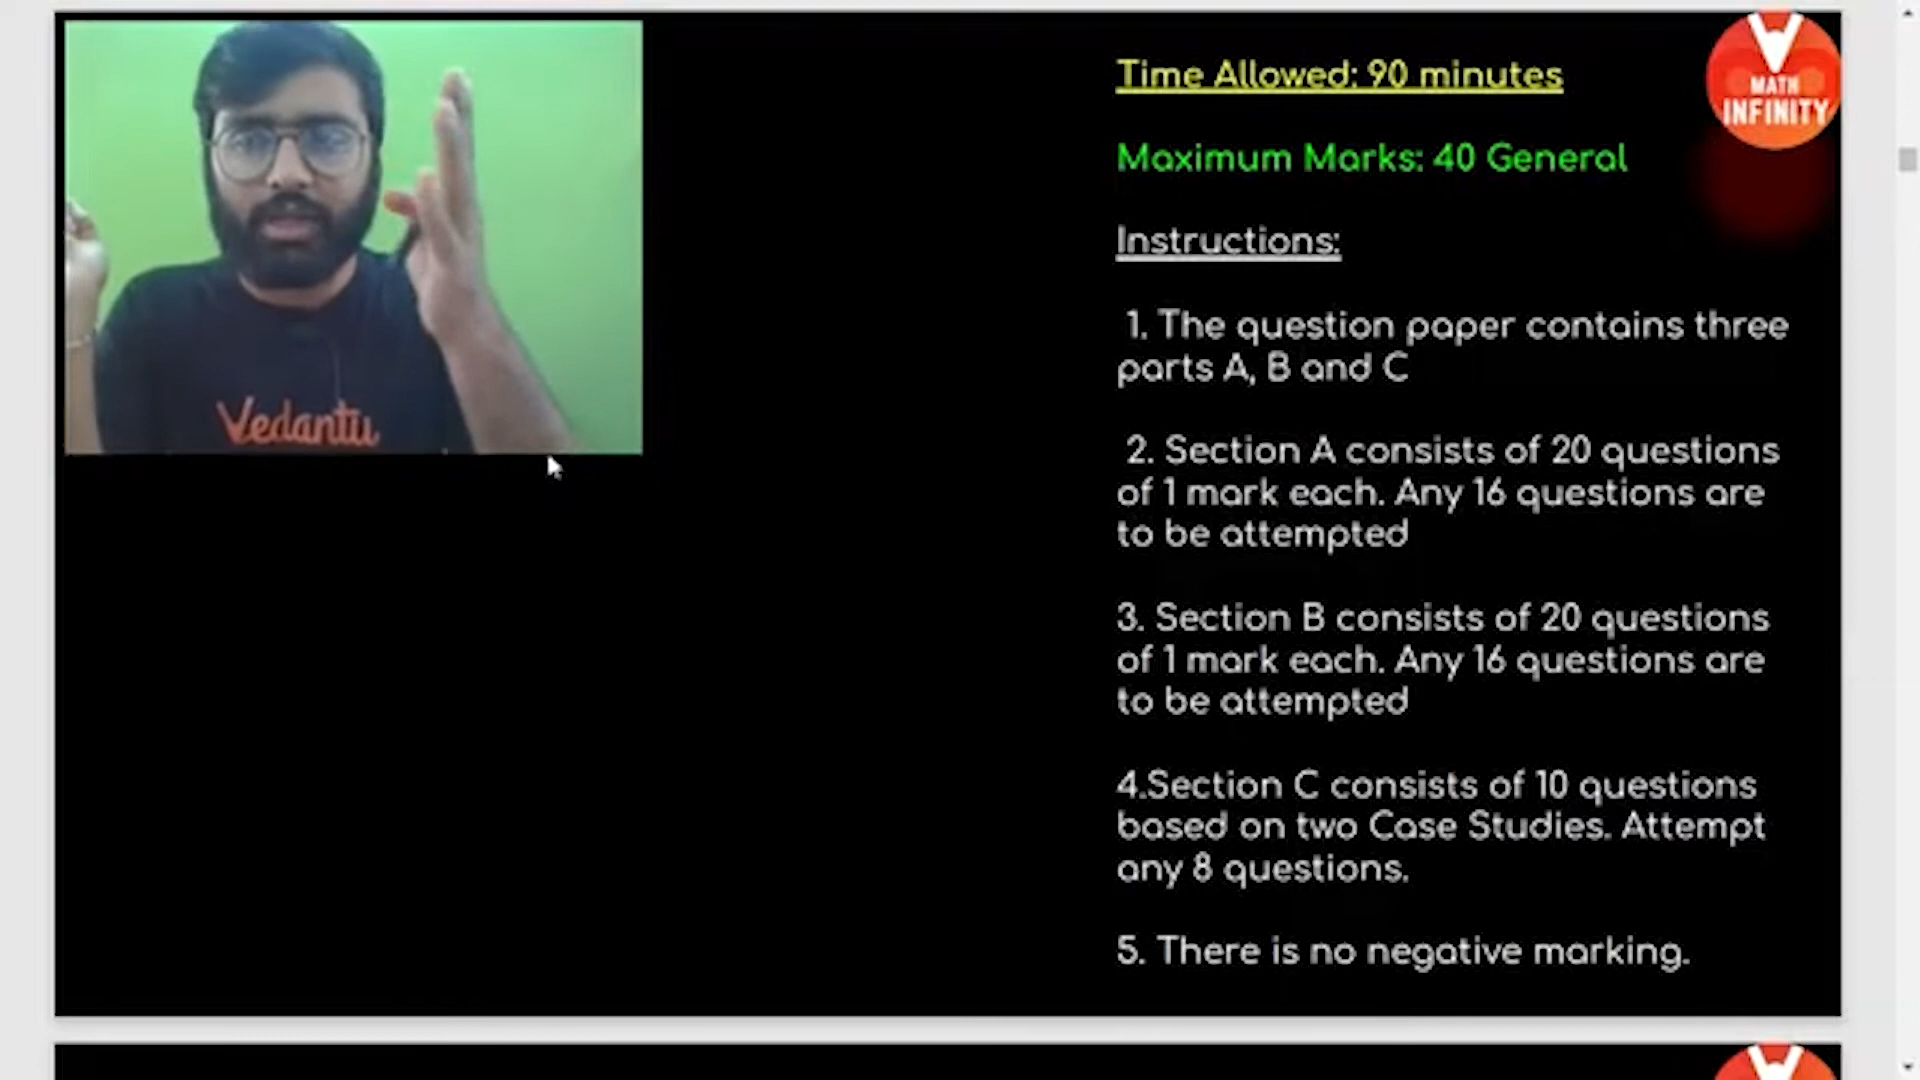 Time Allowed: 90 minutes
MATH
INFINITY
Maximum Marks: 40 General
Instructions:
1. The question paper contains three
parts A, B and C
2. Section A consists of 20 questions
of 1 mark each. Any 16 questions are
to be attempted
3. Section B consists of 20 questions
of 1 mark each. Any 16 questions are
to be attempted
4.Section C consists of 10 questions
based on two Case Studies. Attempt
any 8 questions.
5. There is no negative marking.
Vedantu